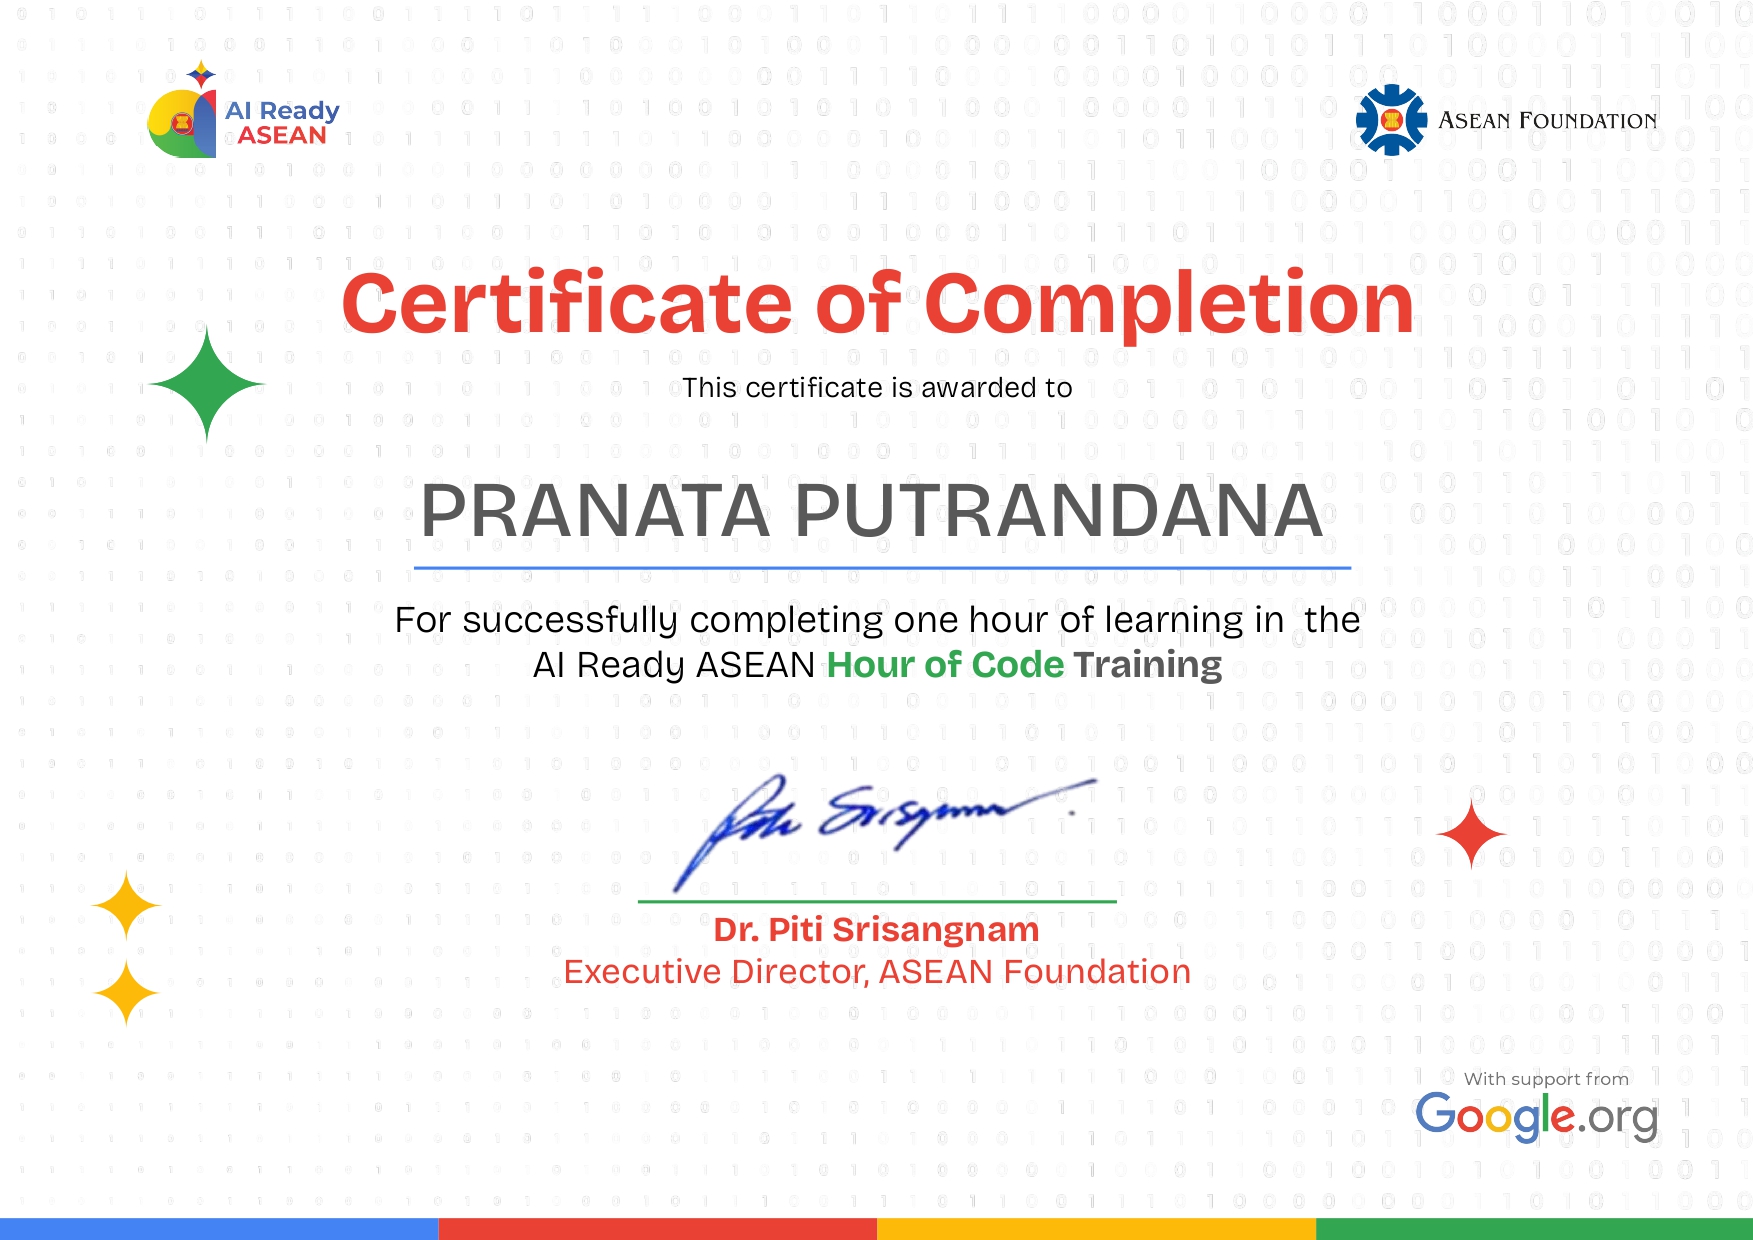 AI Ready
ASEAN
ASEAN FOUNDATION
Certificate of Completion
This certificate is awarded to
PRANATA PUTRANDANA
For successfully completing one hour of learning in the
AI Ready ASEAN Hour of Code Training
Dr. Piti Srisangnam
Executive Director, ASEAN Foundation
With support from
Google.org